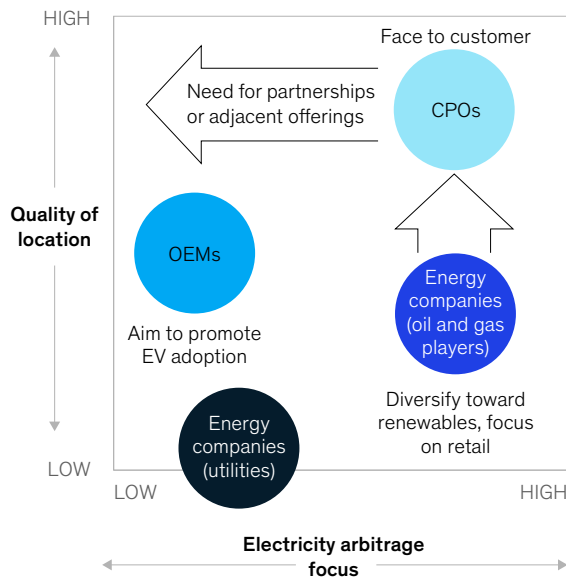 HIGH
Face to customer
Need for partnerships
or adjacent offerings
CPOs
Quality of
location
OEMs
Energy
companies
(oil and gas
players)
Aim to promote
EV adoption
Diversify toward
renewables, focus
on retail
Energy
companies
(utilities)
LOW
LOW
HIGH
Electricity arbitrage
focus